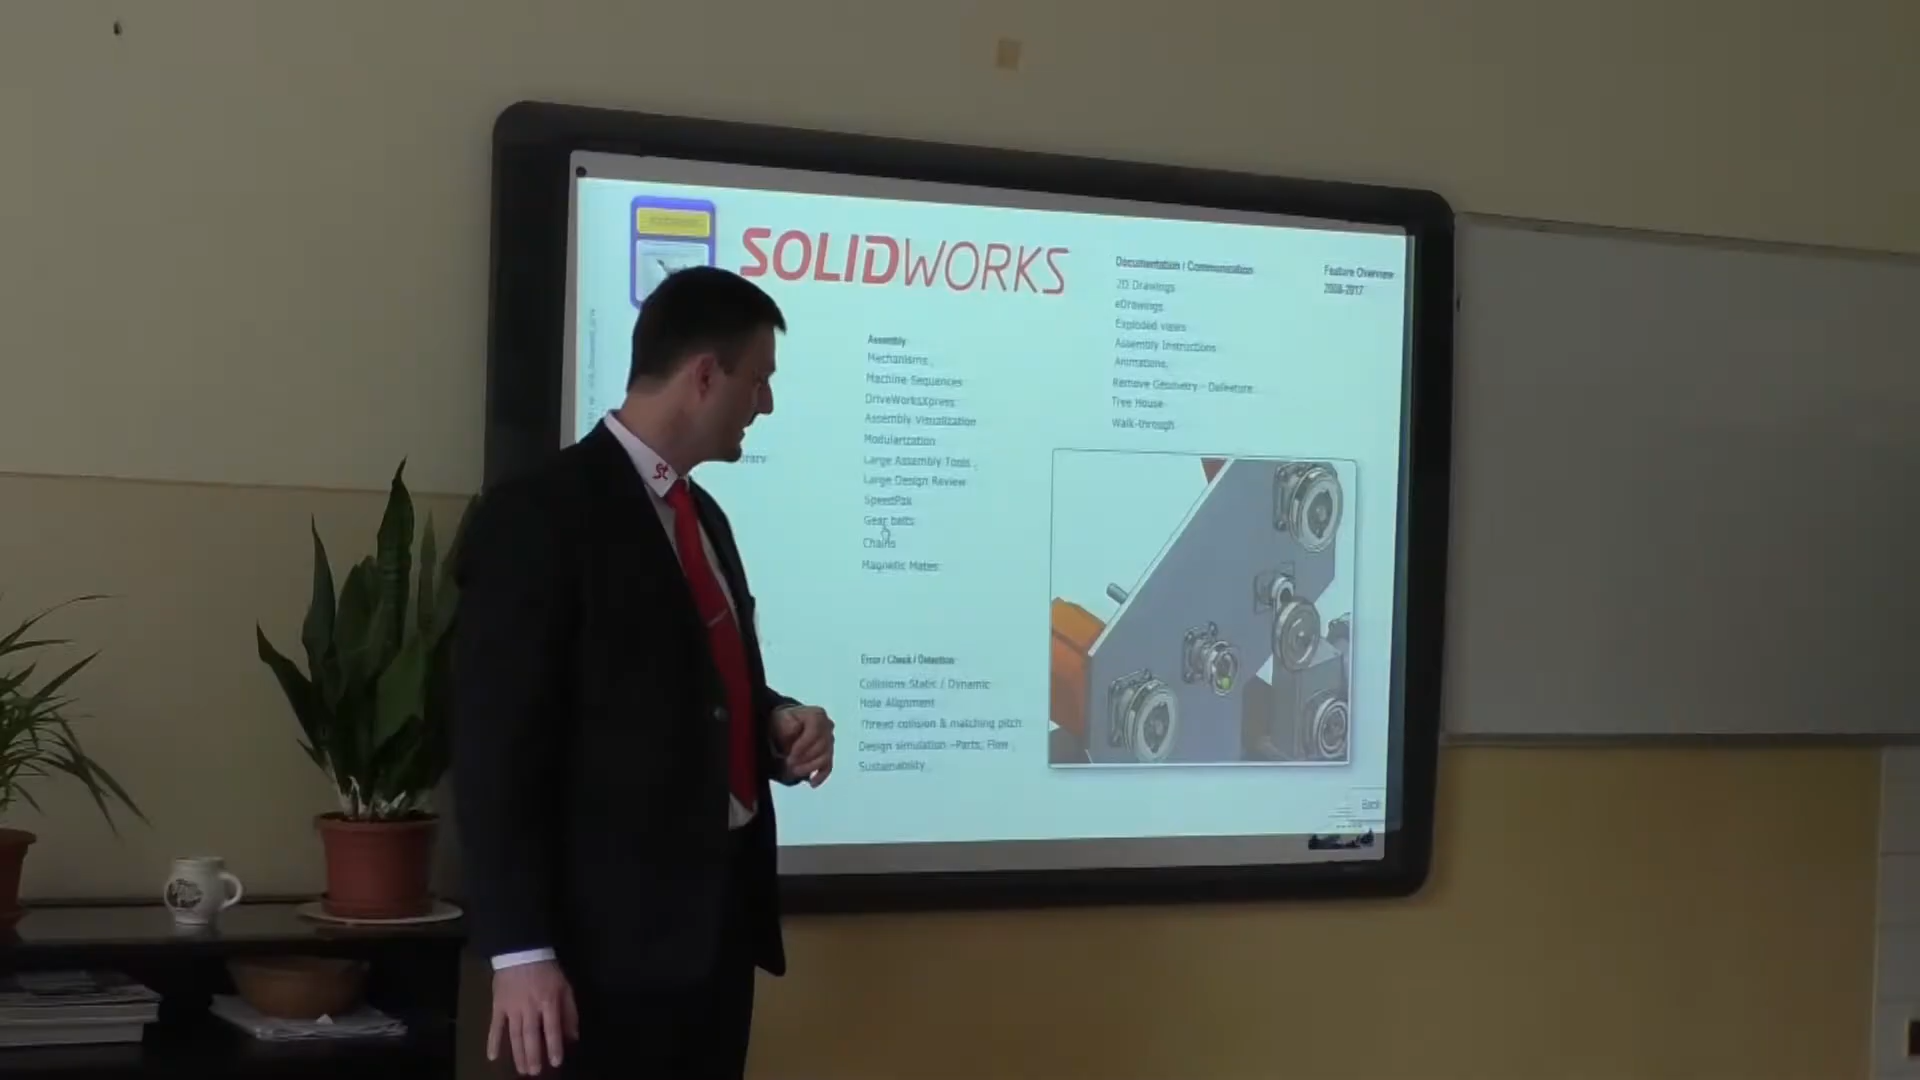 SOLIDWORKS
Documentation / Communication
2D Drawings
eDrawings
Exploded views
Assembly Instructions
Animations
Remove Geometry - Defeature
Tree House
Walk-through
Feature Overview
2008-2017
Assembly
Mechanisms
Machine Sequences
DriveWorksXpress
Assembly Visualization
Modularization
Large Assembly Tools
Large Design Review
SpeedPak
Gear belts
Chains
Magnetic Mates
Error / Check / Detection
Collisions Static / Dynamic
Hole Alignment
Thread collision & matching pitch
Design simulation -Parts, Flow
Sustainability
Back
St